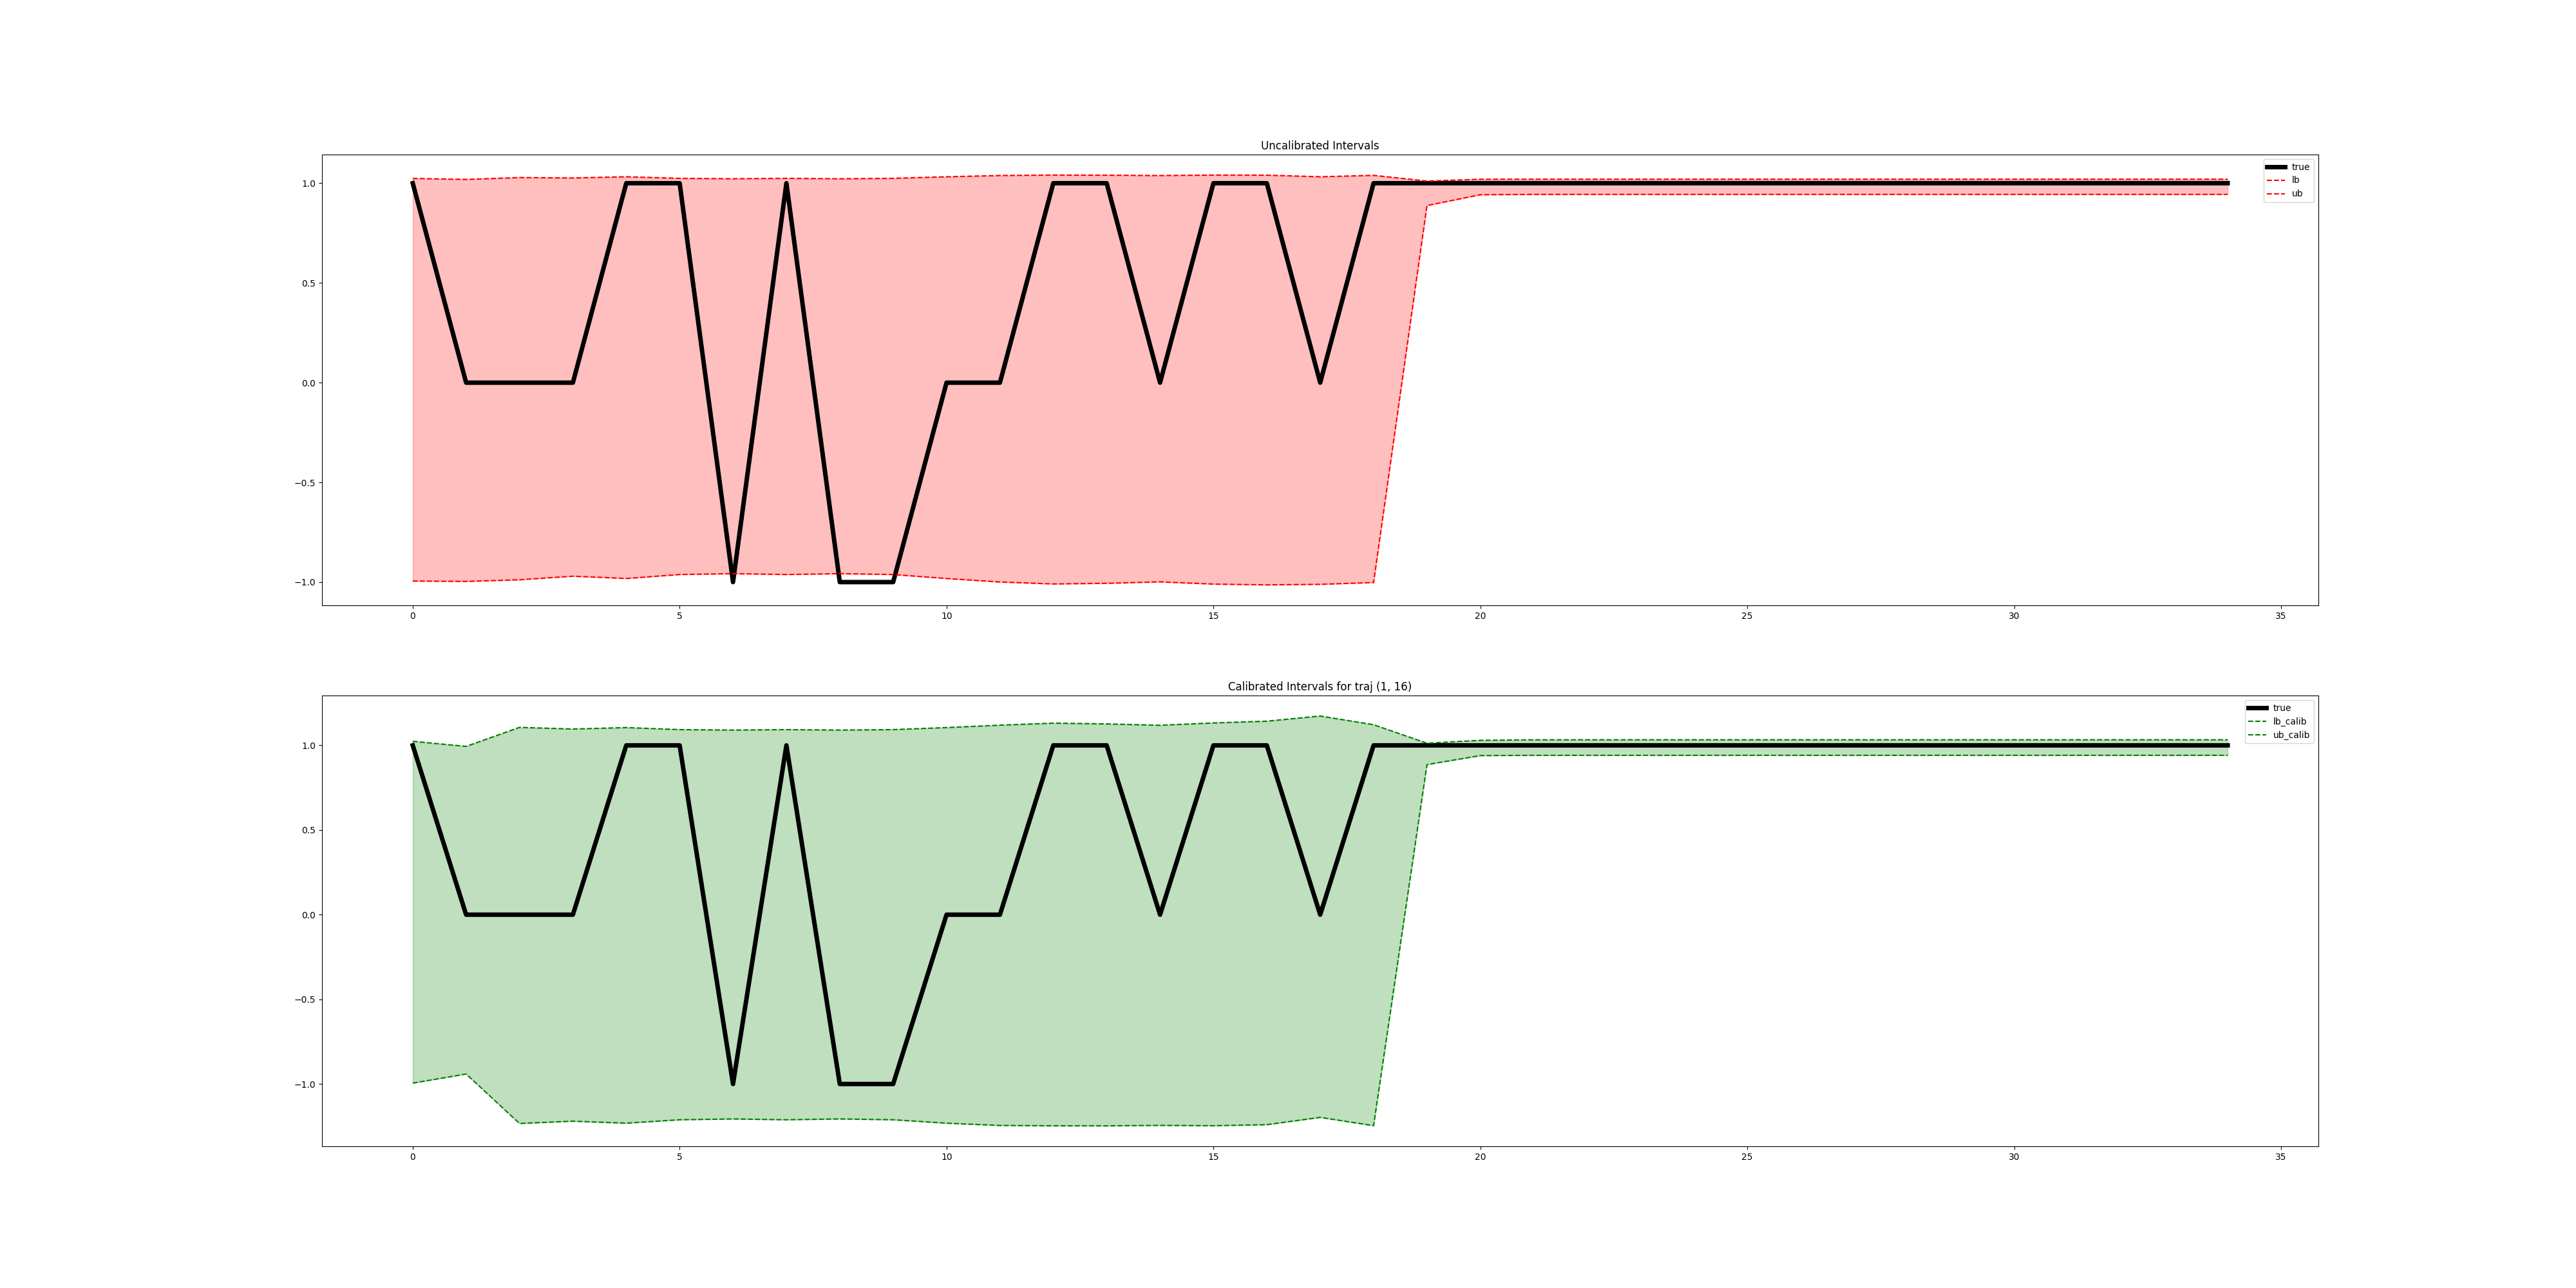 Uncalibrated Intervals
true
lb
ub
1.0
0.5
0.0
−0.5
−1.0
0 5 10 15 20 25 30 35
Calibrated Intervals for traj (1, 16)
true
lb_calib
ub_calib
1.0
0.5
0.0
−0.5
−1.0
0 5 10 15 20 25 30 35